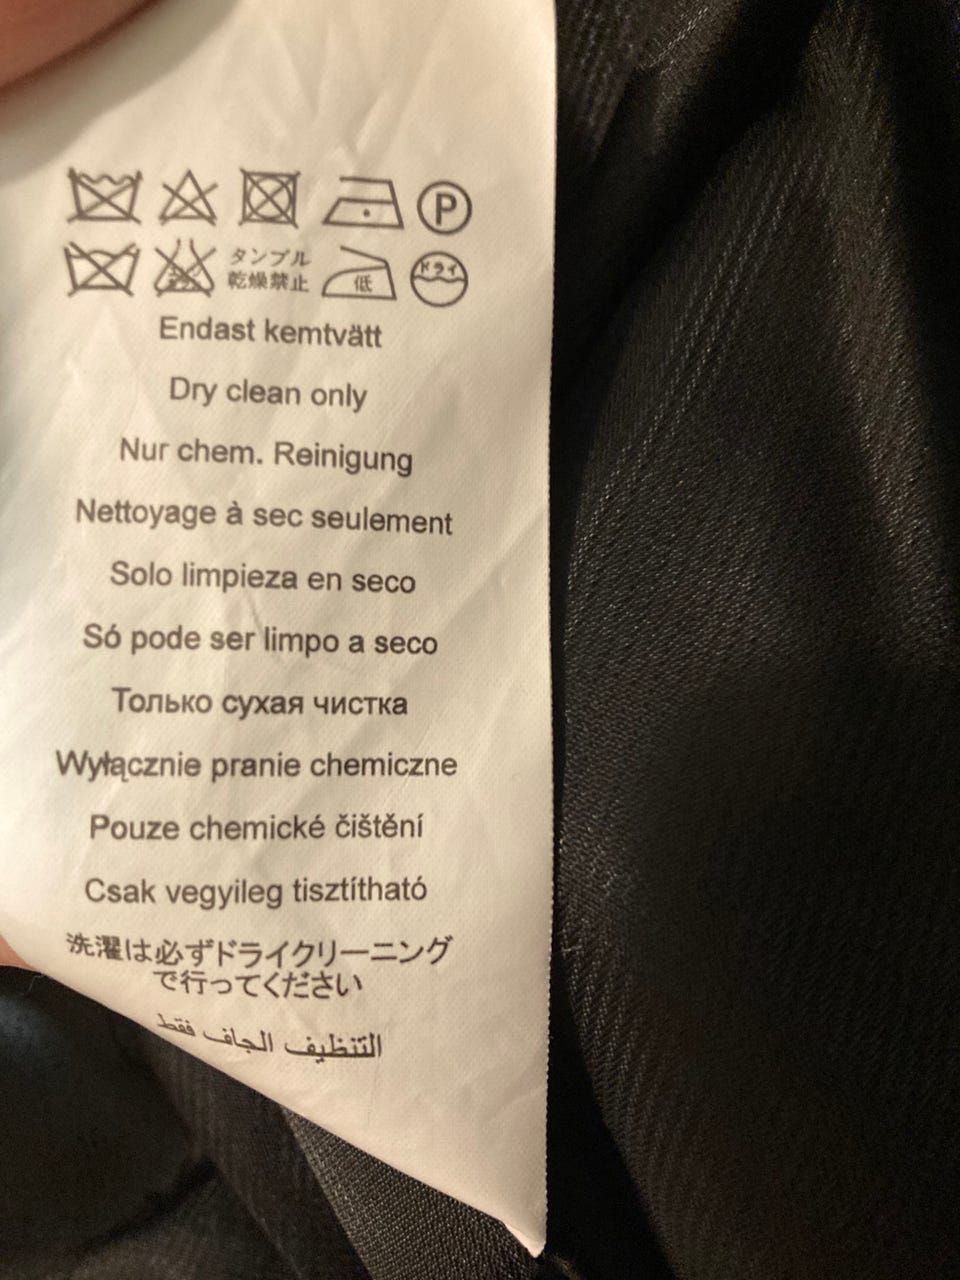 P
タンブル
乾燥禁止
低
ドライ
Endast kemtvätt
Dry clean only
Nur chem. Reinigung
Nettoyage à sec seulement
Solo limpieza en seco
Só pode ser limpo a seco
Только сухая чистка
Wyłącznie pranie chemiczne
Pouze chemické čištění
Csak vegyileg tisztítható
洗濯は必ずドライクリーニング
で行ってください
التنظيف الجاف فقط